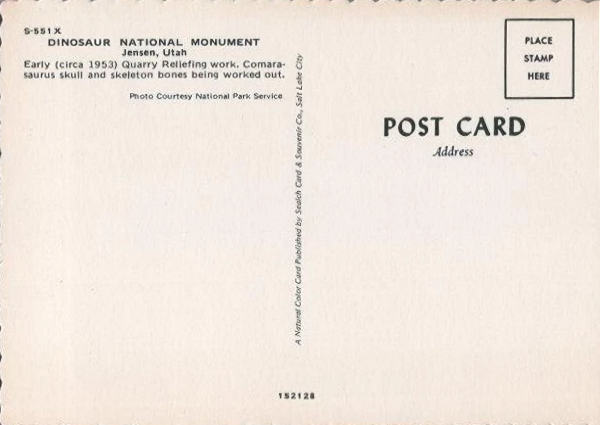 S-551X
DINOSAUR NATIONAL MONUMENT
Jensen, Utah
Early (circa 1953) Quarry Reliefing work. Comara-
saurus skull and skeleton bones being worked out.
Photo Courtesy National Park Service
A Natural Color Card Published by Sealch Card & Souvenir Co., Salt Lake City
PLACE
STAMP
HERE
POST CARD
Address
152128